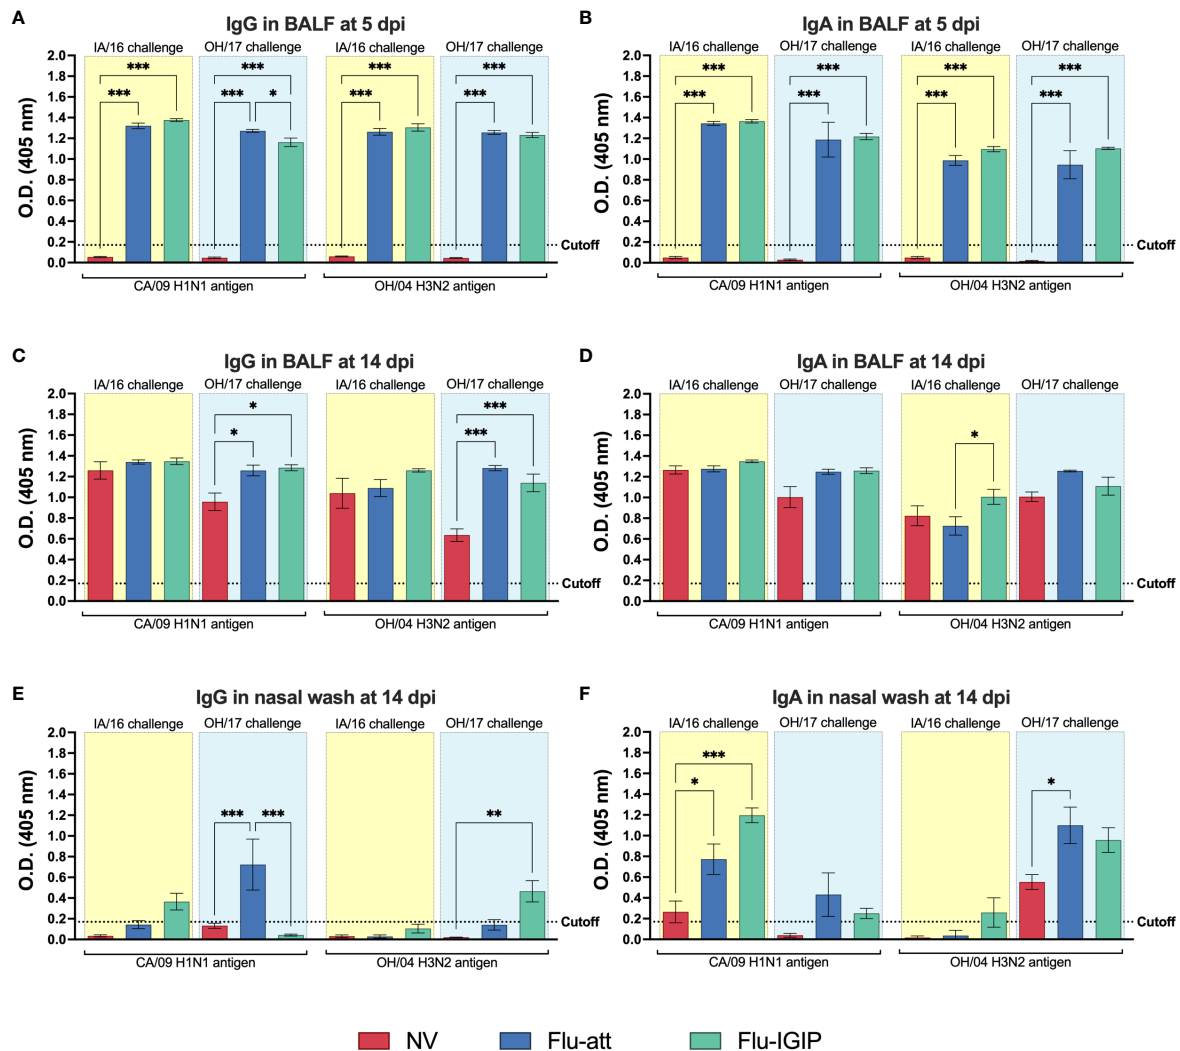 A
IgG in BALF at 5 dpi
IA/16 challenge
OH/17 challenge
IA/16 challenge
OH/17 challenge
O.D. (405 nm)
2.0
1.8
1.6
1.4
1.2
1.0
0.8
0.6
0.4
0.2
0.0
***
***
***
***
*
***
***
***
***
Cutoff
CA/09 H1N1 antigen
OH/04 H3N2 antigen
B
IgA in BALF at 5 dpi
IA/16 challenge
OH/17 challenge
IA/16 challenge
OH/17 challenge
O.D. (405 nm)
2.0
1.8
1.6
1.4
1.2
1.0
0.8
0.6
0.4
0.2
0.0
***
***
***
***
***
***
***
***
Cutoff
CA/09 H1N1 antigen
OH/04 H3N2 antigen
C
IgG in BALF at 14 dpi
IA/16 challenge
OH/17 challenge
IA/16 challenge
OH/17 challenge
O.D. (405 nm)
2.0
1.8
1.6
1.4
1.2
1.0
0.8
0.6
0.4
0.2
0.0
*
*
***
***
Cutoff
CA/09 H1N1 antigen
OH/04 H3N2 antigen
D
IgA in BALF at 14 dpi
IA/16 challenge
OH/17 challenge
IA/16 challenge
OH/17 challenge
O.D. (405 nm)
2.0
1.8
1.6
1.4
1.2
1.0
0.8
0.6
0.4
0.2
0.0
*
Cutoff
CA/09 H1N1 antigen
OH/04 H3N2 antigen
E
IgG in nasal wash at 14 dpi
IA/16 challenge
OH/17 challenge
IA/16 challenge
OH/17 challenge
O.D. (405 nm)
2.0
1.8
1.6
1.4
1.2
1.0
0.8
0.6
0.4
0.2
0.0
***
***
**
Cutoff
CA/09 H1N1 antigen
OH/04 H3N2 antigen
F
IgA in nasal wash at 14 dpi
IA/16 challenge
OH/17 challenge
IA/16 challenge
OH/17 challenge
O.D. (405 nm)
2.0
1.8
1.6
1.4
1.2
1.0
0.8
0.6
0.4
0.2
0.0
***
*
*
Cutoff
CA/09 H1N1 antigen
OH/04 H3N2 antigen
NV
Flu-att
Flu-IGIP